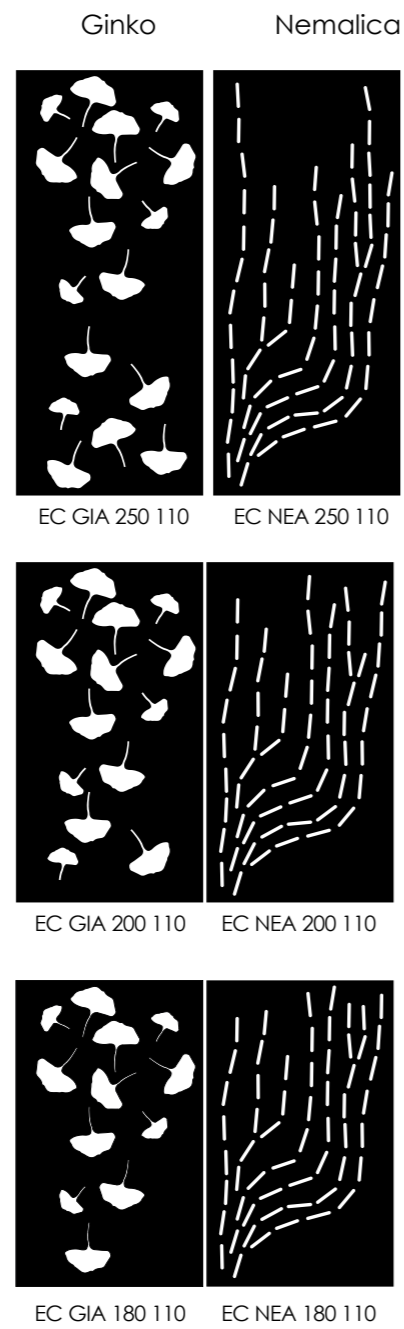 Ginko Nemalica
EC GIA 250 110 EC NEA 250 110
EC GIA 200 110 EC NEA 200 110
EC GIA 180 110 EC NEA 180 110